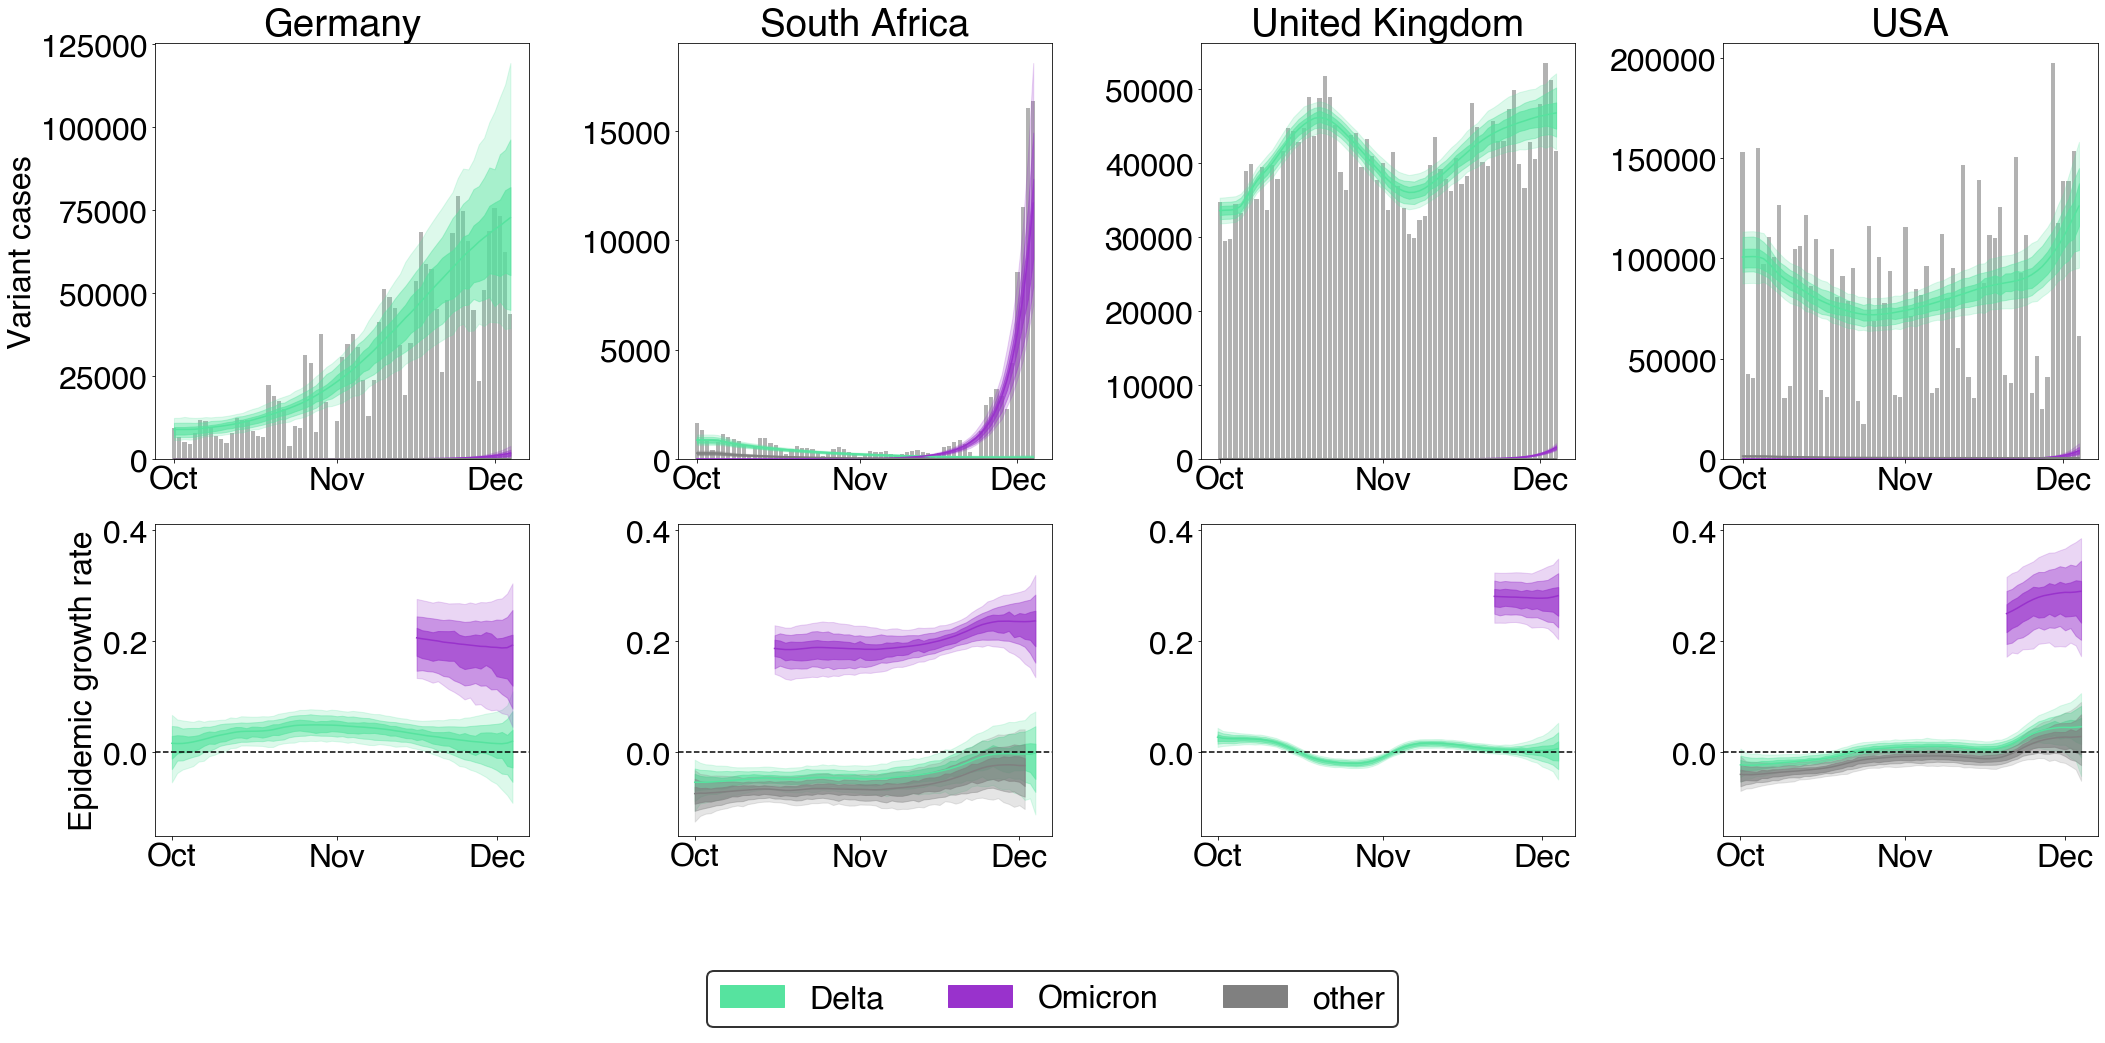 Germany
South Africa
United Kingdom
USA
Variant cases
125000
100000
75000
50000
25000
0
Oct Nov Dec
15000
10000
5000
0
Oct Nov Dec
50000
40000
30000
20000
10000
0
Oct Nov Dec
200000
150000
100000
50000
0
Oct Nov Dec
Epidemic growth rate
0.4
0.2
0.0
Oct Nov Dec
0.4
0.2
0.0
Oct Nov Dec
0.4
0.2
0.0
Oct Nov Dec
0.4
0.2
0.0
Oct Nov Dec
Delta Omicron other